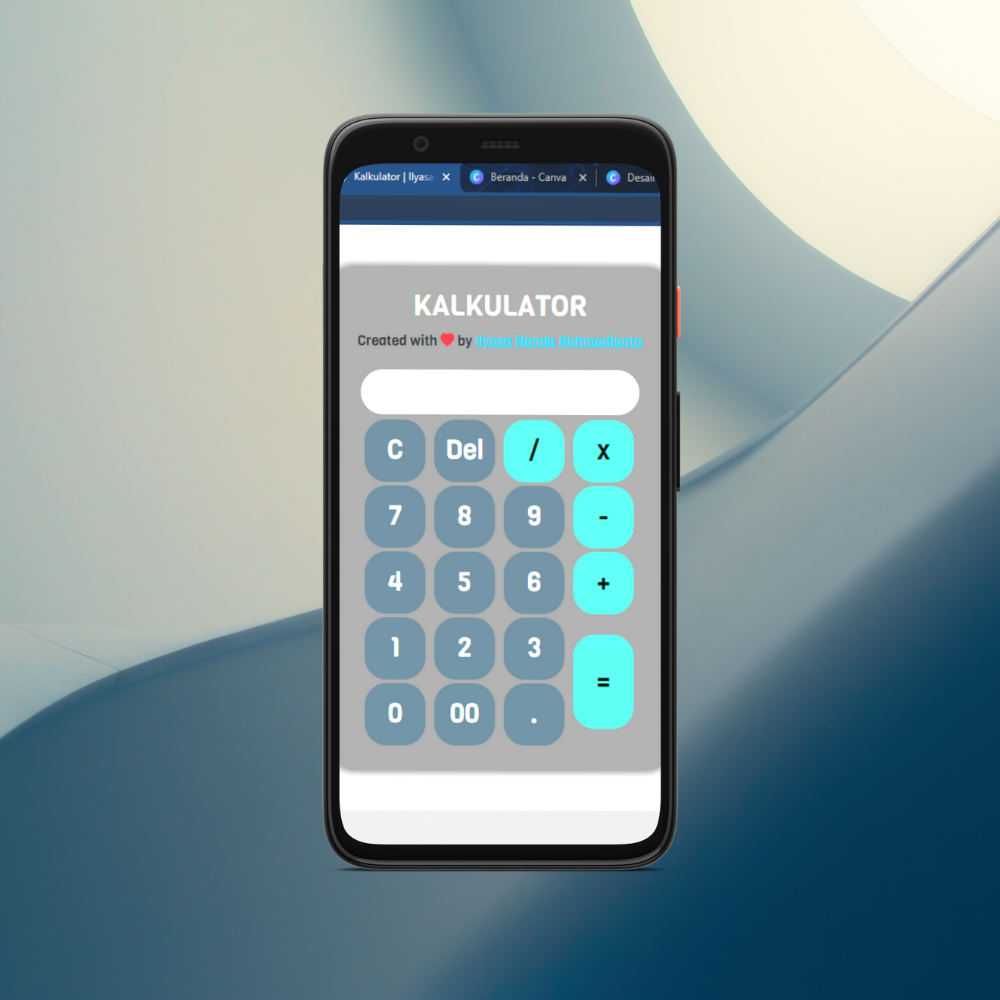 Kalkulator | Ilyasa Beranda - Canva Desain
KALKULATOR
Created with ❤ by Ilyasa Nanda Rahmadianto
C Del / x
7 8 9 -
4 5 6 +
1 2 3
=
0 00 .